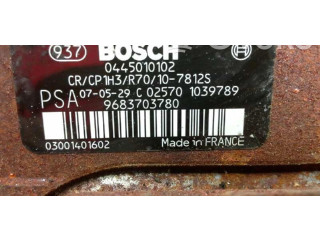 937 BOSCH
0445010102
CR/CP1H3/R70/10-7812S
PSA 07-05-29 C 02570 1039789
9683703780
03001401602 Made in FRANCE